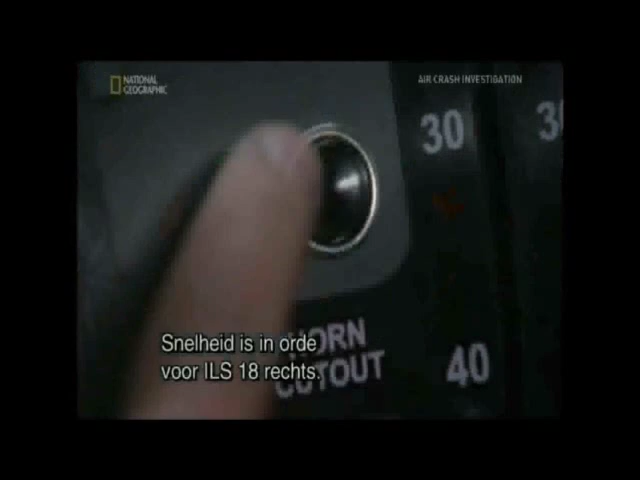 NATIONAL
GEOGRAPHIC
AIR CRASH INVESTIGATION
30
HORN
CUTOUT
40
Snelheid is in orde
voor ILS 18 rechts.